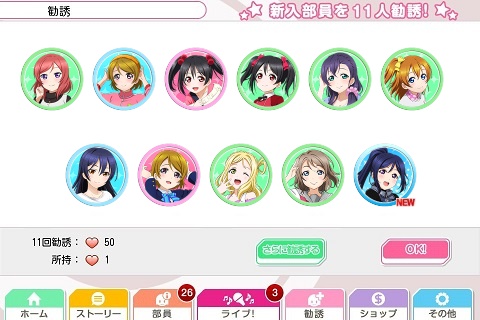 勧誘
新入部員を11人勧誘!
NEW
11回勧誘： 50
所持： 1
さらに勧誘する
OK!
26
3
ホーム
ストーリー
部員
ライブ!
勧誘
ショップ
その他